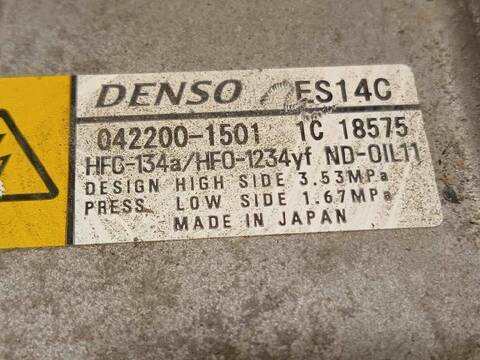 DENSO ES14C
042200-1501 1C 18575
HFC-134a/HFO-1234yf ND-OIL11
DESIGN HIGH SIDE 3.53MPa
PRESS. LOW SIDE 1.67MPa
MADE IN JAPAN